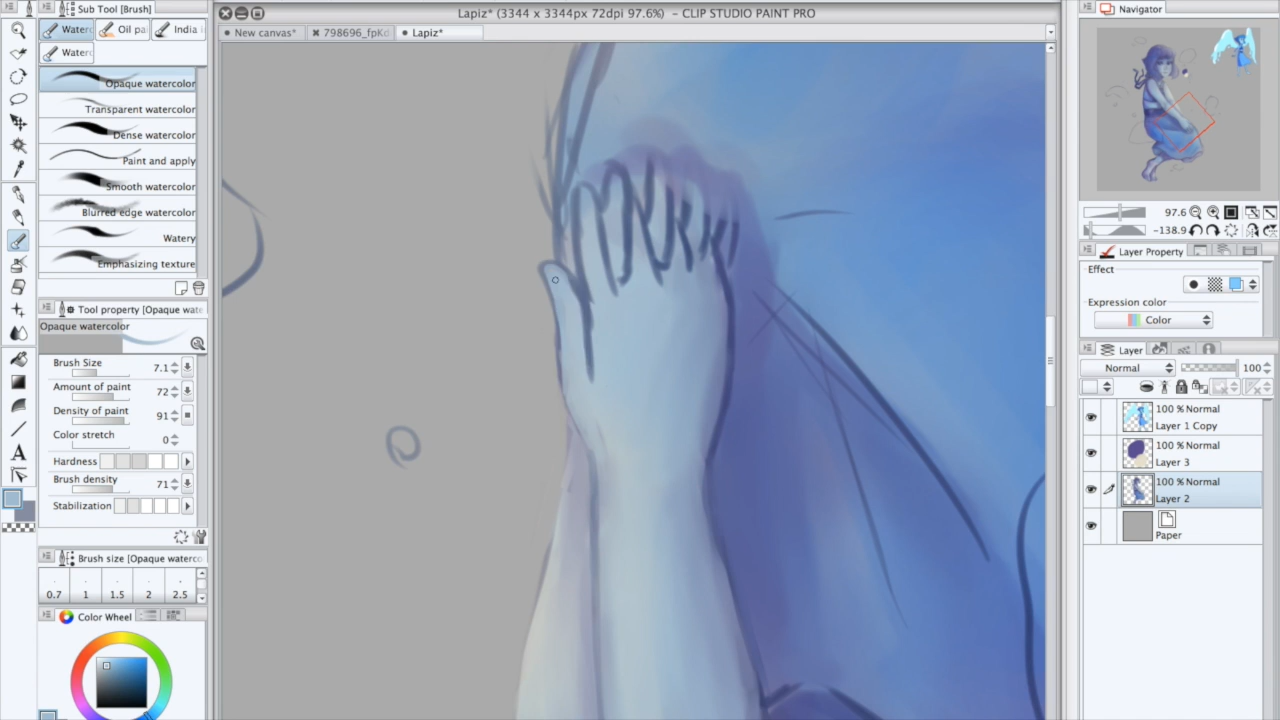 Sub Tool [Brush]
Lapiz* (3344 x 3344px 72dpi 97.6%) - CLIP STUDIO PAINT PRO
Navigator
Waterc
Oil pa
India i
New canvas*
798696_fpKd
Lapiz*
Waterc
Opaque watercolor
Transparent watercolor
Dense watercolor
Paint and apply
Smooth watercolor
Blurred edge watercolor
Watery
Emphasizing texture
97.6
-138.9
Layer Property
Effect
Expression color
Color
Tool property [Opaque wate
Opaque watercolor
Brush Size
7.1
Amount of paint
72
Density of paint
91
Color stretch
0
Hardness
Brush density
71
Stabilization
Layer
Normal
100
100 % Normal
Layer 1 Copy
100 % Normal
Layer 3
100 % Normal
Layer 2
Paper
Brush size [Opaque waterco
0.7 1 1.5 2 2.5
Color Wheel